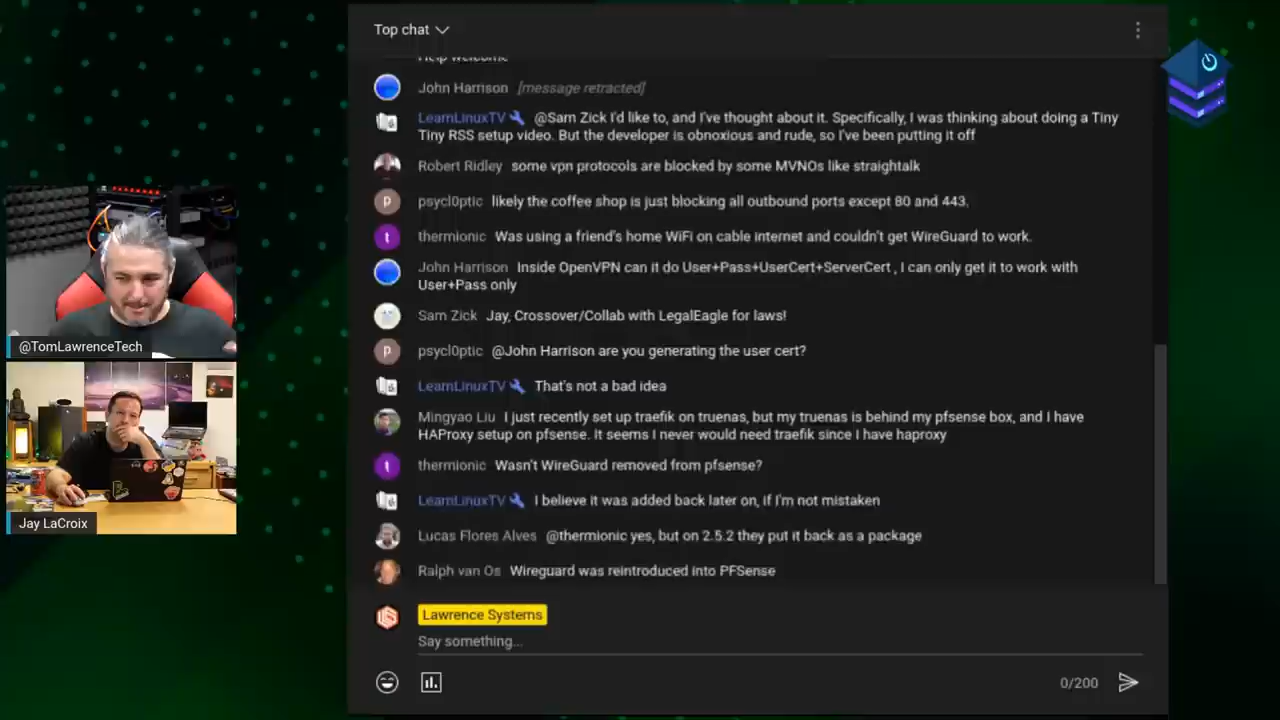 Top chat
Help welcome
John Harrison [message retracted]
LearnLinuxTV @Sam Zick I'd like to, and I've thought about it. Specifically, I was thinking about doing a Tiny
Tiny RSS setup video. But the developer is obnoxious and rude, so I've been putting it off
Robert Ridley some vpn protocols are blocked by some MVNOs like straightalk
P psycl0ptic likely the coffee shop is just blocking all outbound ports except 80 and 443.
t thermionic Was using a friend's home WiFi on cable internet and couldn't get WireGuard to work.
John Harrison Inside OpenVPN can it do User+Pass+UserCert+ServerCert , I can only get it to work with
User+Pass only
Sam Zick Jay, Crossover/Collab with LegalEagle for laws!
P psycl0ptic @John Harrison are you generating the user cert?
LearnLinuxTV That's not a bad idea
Mingyao Liu I just recently set up traefik on truenas, but my truenas is behind my pfsense box, and I have
HAProxy setup on pfsense. It seems I never would need traefik since I have haproxy
t thermionic Wasn't WireGuard removed from pfsense?
LearnLinuxTV I believe it was added back later on, if I'm not mistaken
Lucas Flores Alves @thermionic yes, but on 2.5.2 they put it back as a package
Ralph van Os Wireguard was reintroduced into PFSense
Lawrence Systems
Say something...
0/200
@TomLawrenceTech
Jay LaCroix